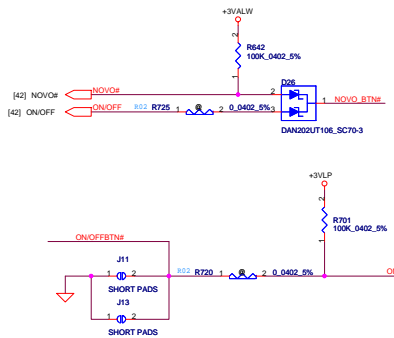 +3VALW
2
R642
100K_0402_5%
1
D26
[42] NOVO# NOVO# 2
1 NOVO_BTN#
[42] ON/OFF ON/OFF R02 R725 1 @ 2 0_0402_5% 3
DAN202UT106_SC70-3
+3VLP
2
R701
100K_0402_5%
1
ON/OFFBTN#
J11
1 2
R02 R720 1 @ 2 0_0402_5%
ON
SHORT PADS
J13
1 2
SHORT PADS